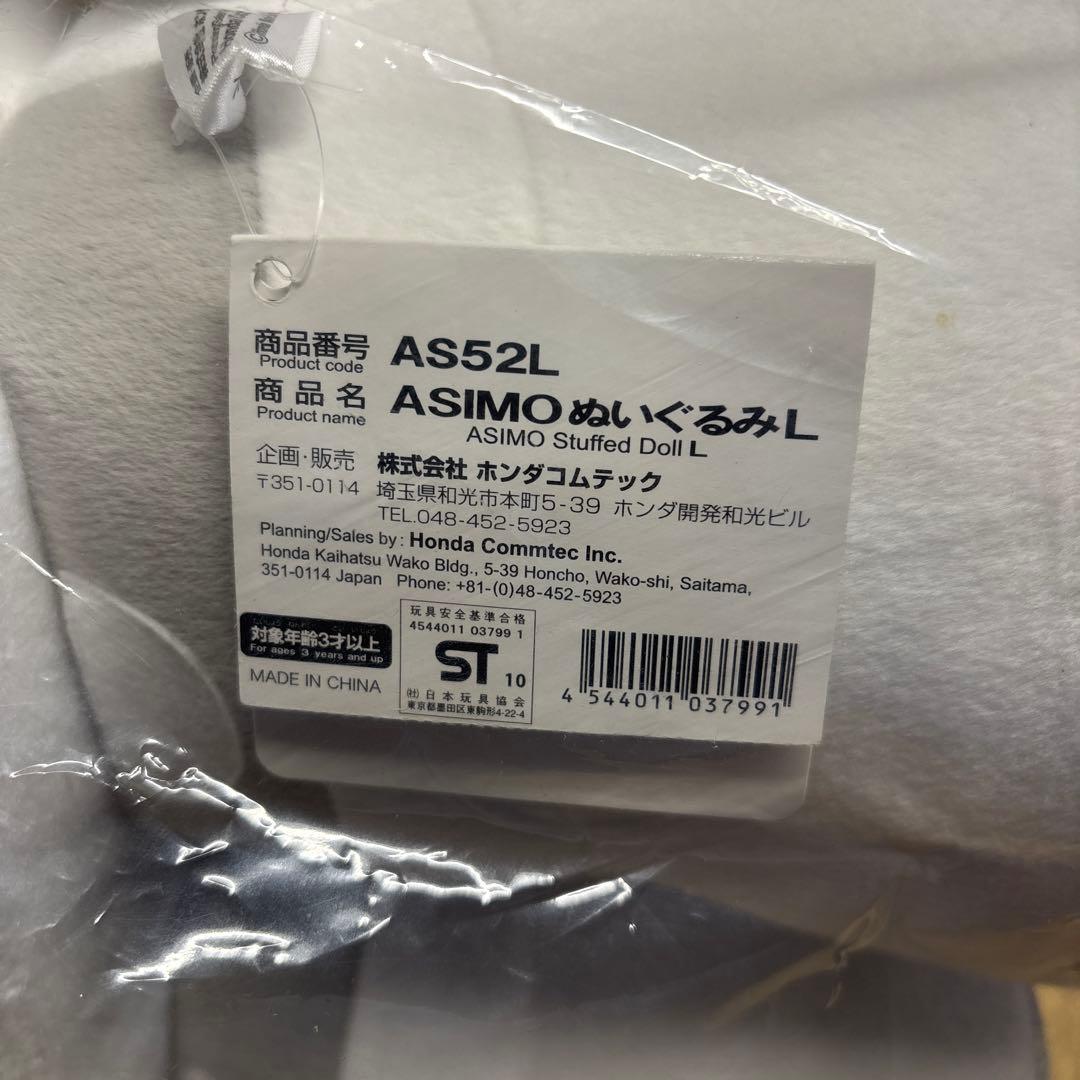 商品番号 AS52L
Product code
商品名 ASIMOぬいぐるみL
Product name
ASIMO Stuffed Doll L
企画・販売 株式会社 ホンダコムテック
〒351-0114 埼玉県和光市本町5-39 ホンダ開発和光ビル
TEL.048-452-5923
Planning/Sales by : Honda Commtec Inc.
Honda Kaihatsu Wako Bldg., 5-39 Honcho, Wako-shi, Saitama,
351-0114 Japan Phone: +81-(0)48-452-5923
対象年齢3才以上
For ages 3 years and up
MADE IN CHINA
玩具安全基準合格
4544011 03799 1
ST 10
(社)日本玩具協会
東京都墨田区東駒形4-22-4
4 544011 037991